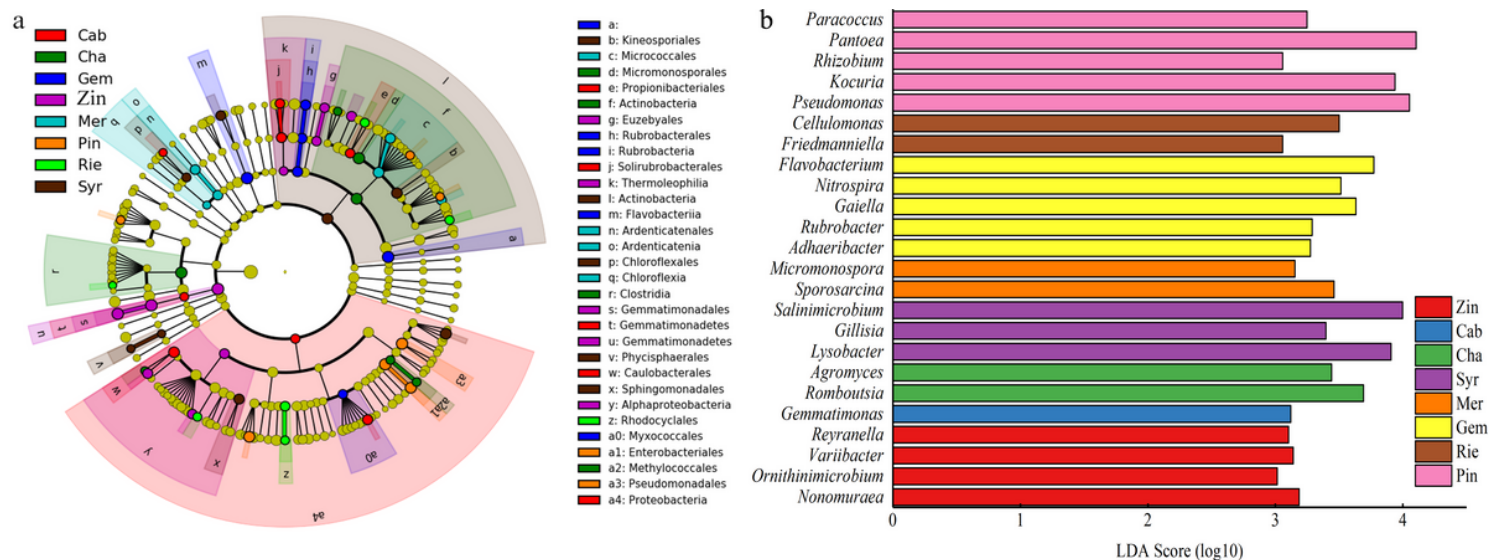 a
Cab
Cha
Gem
Zin
Mer
Pin
Rie
Syr
m
k
i
j
h
g
l
e
d
f
c
b
o
n
q
p
a
r
u
t
s
v
w
y
x
z
a0
a2a1
a3
a4
a:
b: Kineosporiales
c: Micrococcales
d: Micromonosporales
e: Propionibacteriales
f: Actinobacteria
g: Euzebyales
h: Rubrobacterales
i: Rubrobacteria
j: Solirubrobacterales
k: Thermoleophilia
l: Actinobacteria
m: Flavobacteriia
n: Ardenticatenales
o: Ardenticatenia
p: Chloroflexales
q: Chloroflexia
r: Clostridia
s: Gemmatimonadales
t: Gemmatimonadetes
u: Gemmatimonadetes
v: Phycisphaerales
w: Caulobacterales
x: Sphingomonadales
y: Alphaproteobacteria
z: Rhodocyclales
a0: Myxococcales
a1: Enterobacteriales
a2: Methylococcales
a3: Pseudomonadales
a4: Proteobacteria
b
Paracoccus
Pantoea
Rhizobium
Kocuria
Pseudomonas
Cellulomonas
Friedmanniella
Flavobacterium
Nitrospira
Gaiella
Rubrobacter
Adhaeribacter
Micromonospora
Sporosarcina
Salinimicrobium
Gillisia
Lysobacter
Agromyces
Romboutsia
Gemmatimonas
Reyranella
Variibacter
Ornithinimicrobium
Nonomuraea
Zin
Cab
Cha
Syr
Mer
Gem
Rie
Pin
0 1 2 3 4
LDA Score (log10)